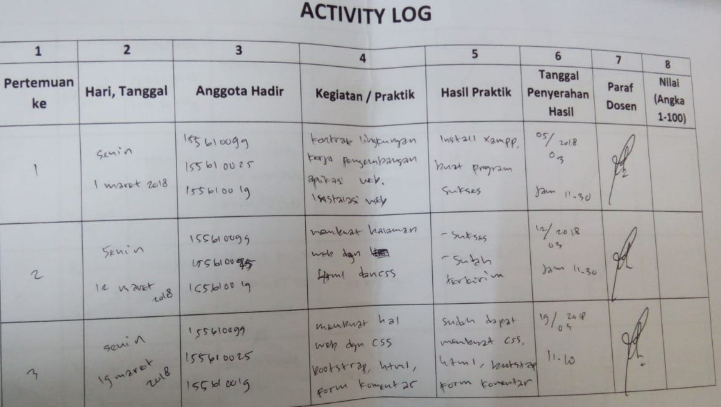 ACTIVITY LOG
1 2 3 4 5 6 7 8
Pertemuan ke Hari, Tanggal Anggota Hadir Kegiatan / Praktik Hasil Praktik Tanggal Penyerahan Hasil Paraf Dosen Nilai (Angka 1-100)
1
Senin
1 maret 2018
155610099
155610025
155610019
kontrak lingkungan
kerja pengembangan
aplikasi web.
Instalasi web
Install xampp,
buat program
Sukses
05/ 2018
03
Jam 11-30
2
Senin
12 maret 2018
155610099
155610025
155610019
membuat halaman
web dgn
html dan css
- Sukses
- Sudah
terkirim
12/ 2018
03
Jam 11-30
3
Senin
19 maret 2018
155610099
155610025
155610019
membuat hal
web dgn CSS
bootstrap, html,
form komentar
Sudah dapat
membuat css,
html, bootstrap
form komentar
19/ 2018
03
11-10